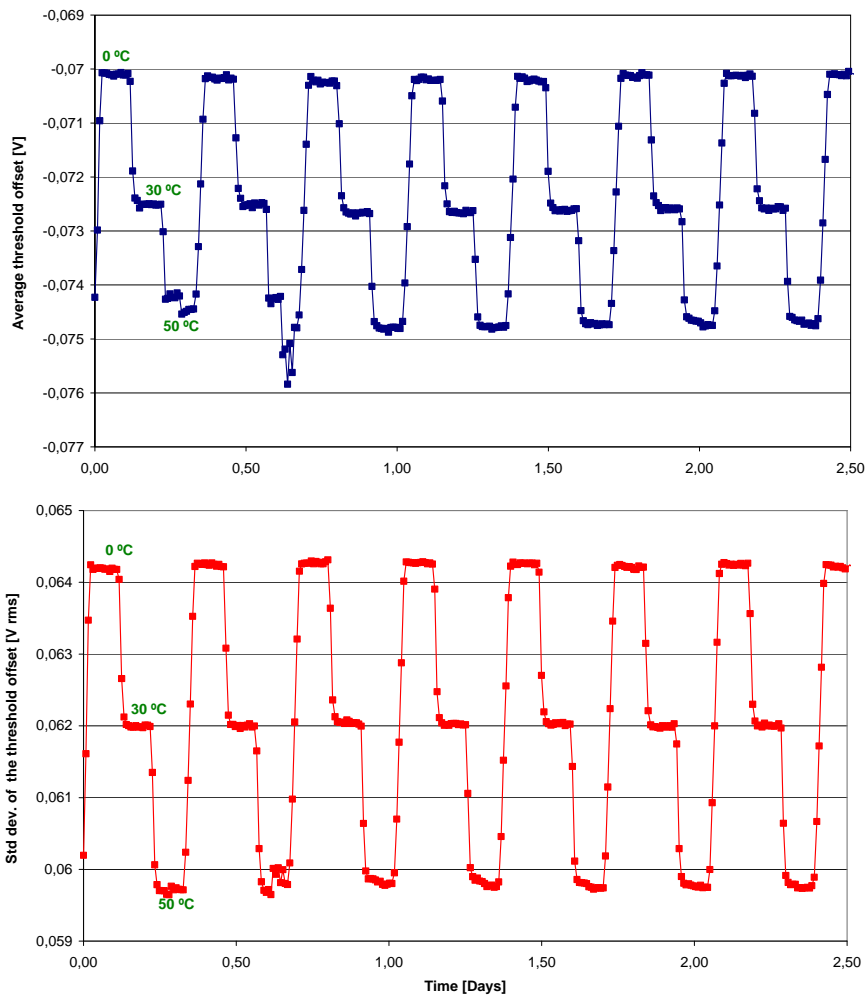 -0,069
-0,07
-0,071
-0,072
-0,073
-0,074
-0,075
-0,076
-0,077
Average threshold offset [V]
0 ºC
30 ºC
50 ºC
0,00 0,50 1,00 1,50 2,00 2,50
0,065
0,064
0,063
0,062
0,061
0,06
0,059
Std dev. of the threshold offset [V rms]
0 ºC
30 ºC
50 ºC
0,00 0,50 1,00 1,50 2,00 2,50
Time [Days]